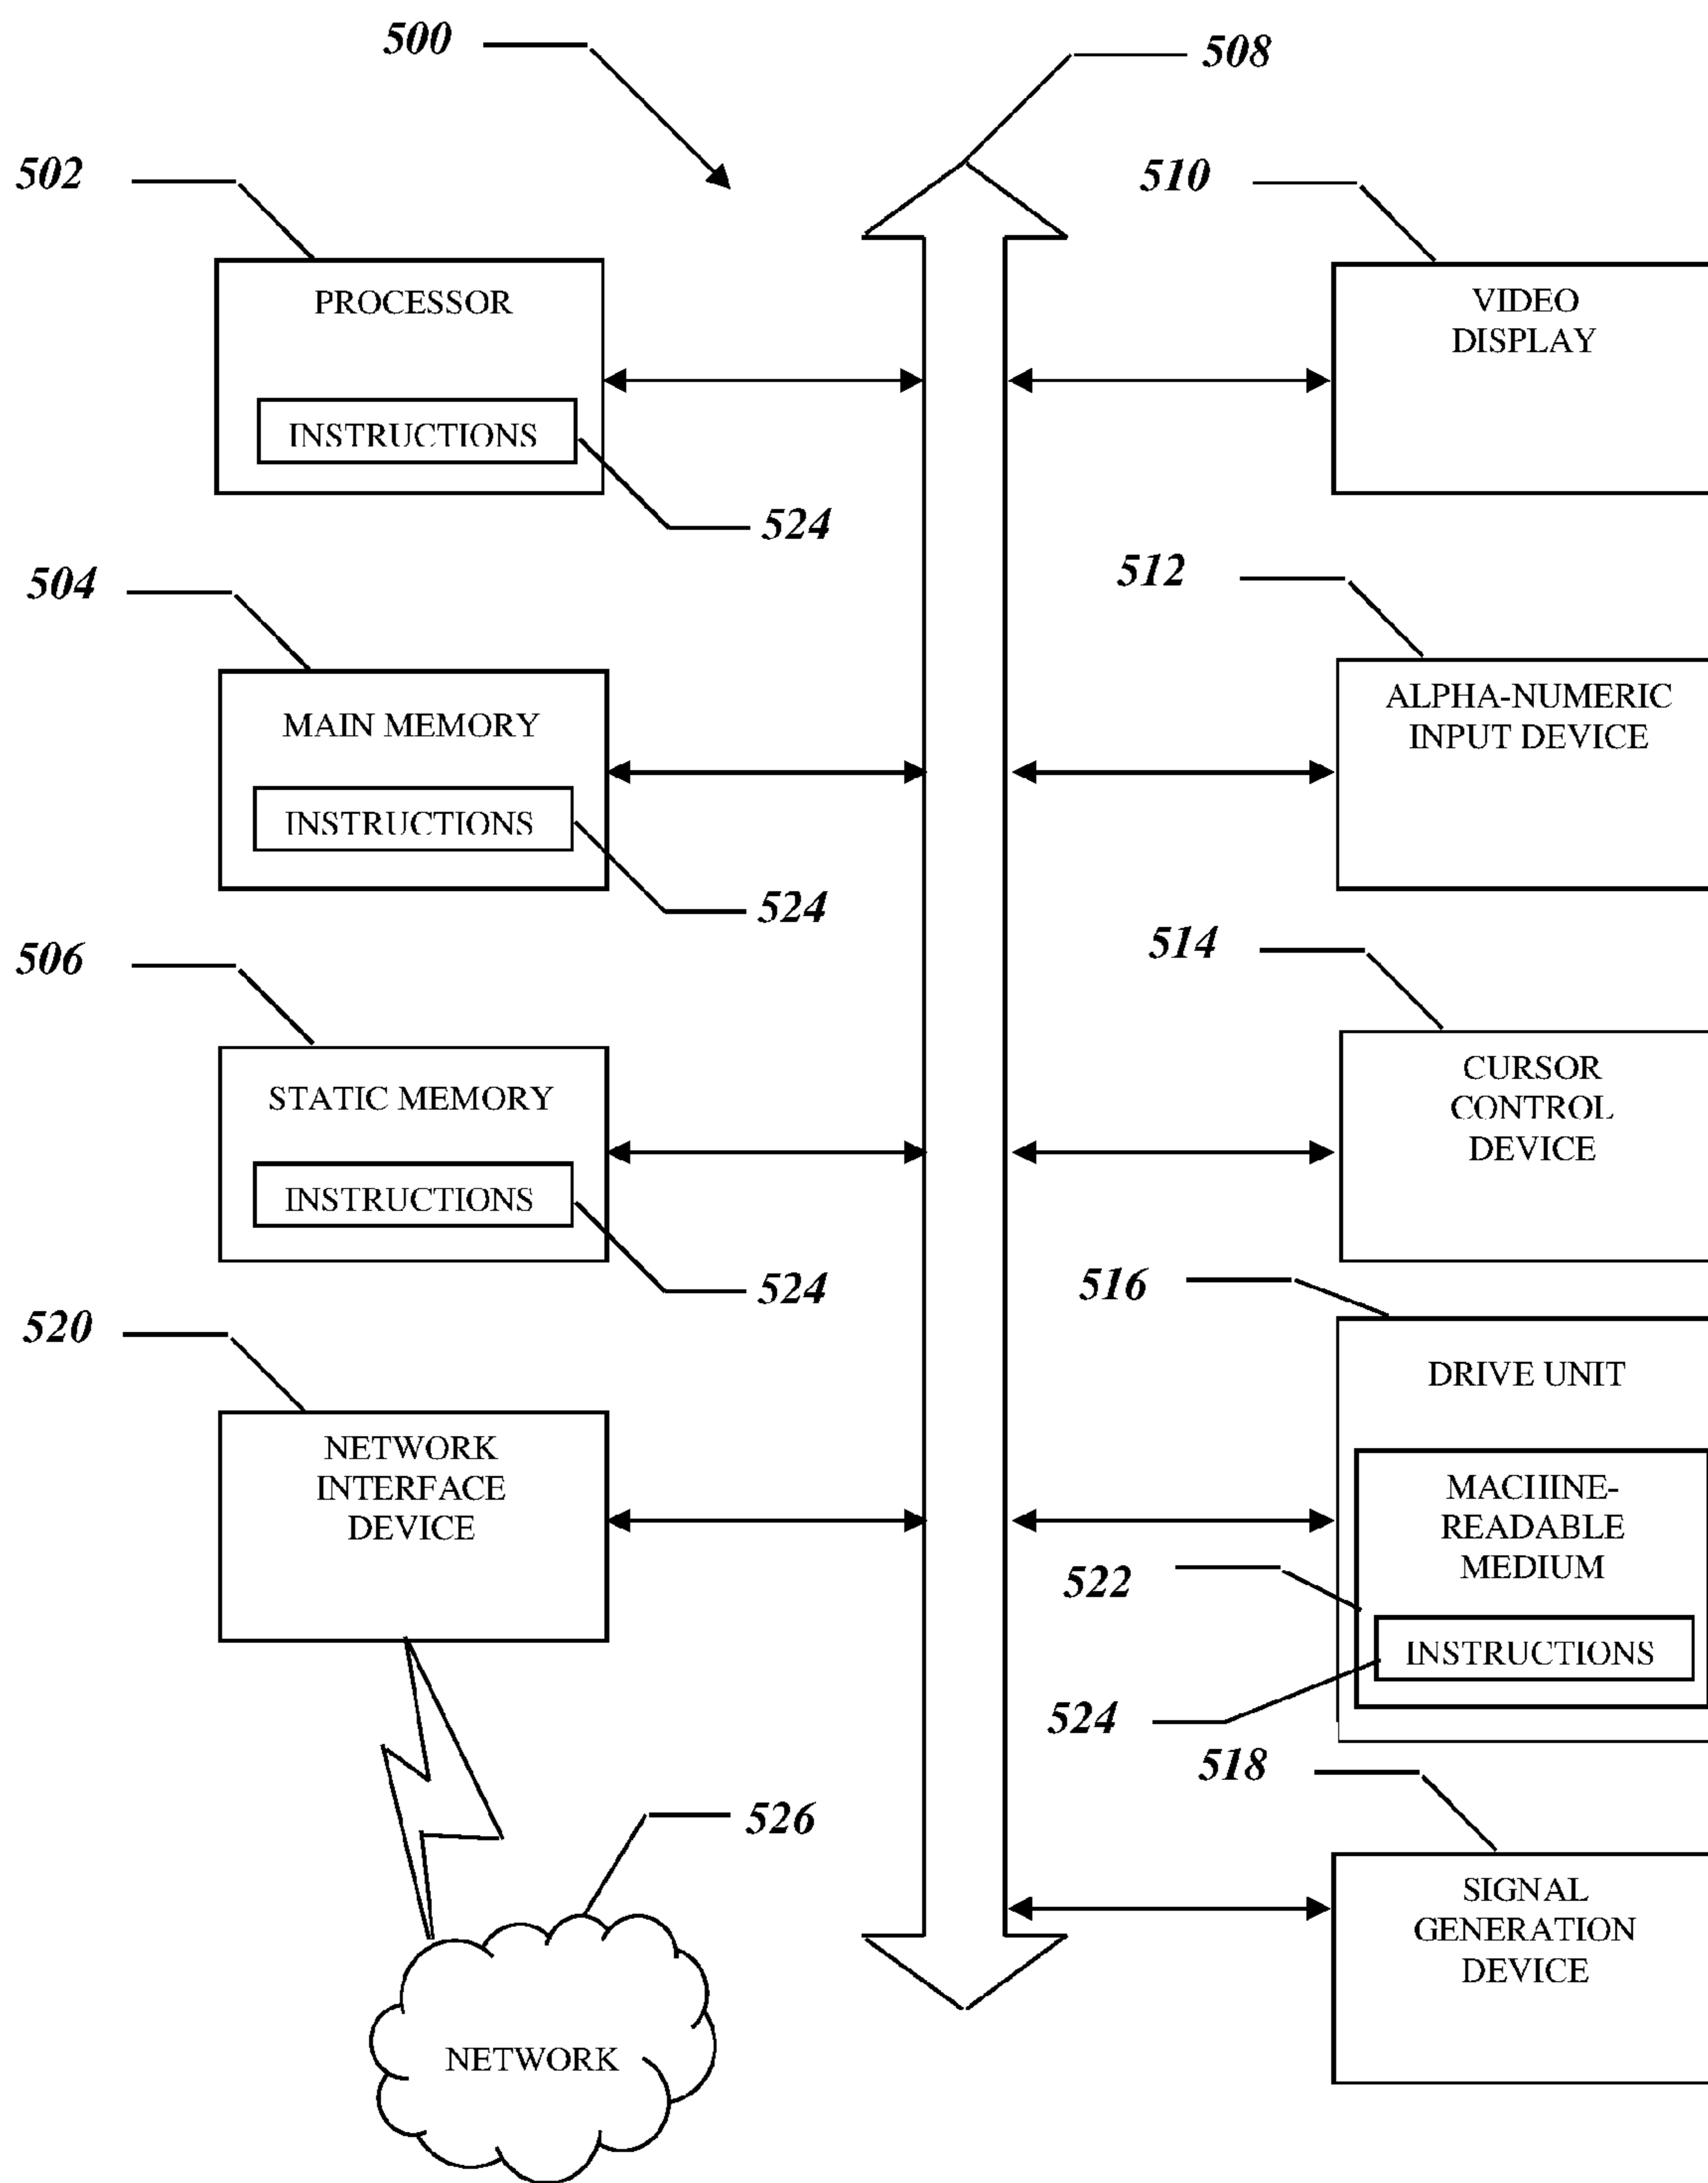 500
508
502
510
PROCESSOR
INSTRUCTIONS
524
VIDEO
DISPLAY
504
512
MAIN MEMORY
INSTRUCTIONS
524
ALPHA-NUMERIC
INPUT DEVICE
506
514
STATIC MEMORY
INSTRUCTIONS
524
CURSOR
CONTROL
DEVICE
520
516
NETWORK
INTERFACE
DEVICE
DRIVE UNIT
MACHINE-
READABLE
MEDIUM
522
INSTRUCTIONS
524
518
526
SIGNAL
GENERATION
DEVICE
NETWORK